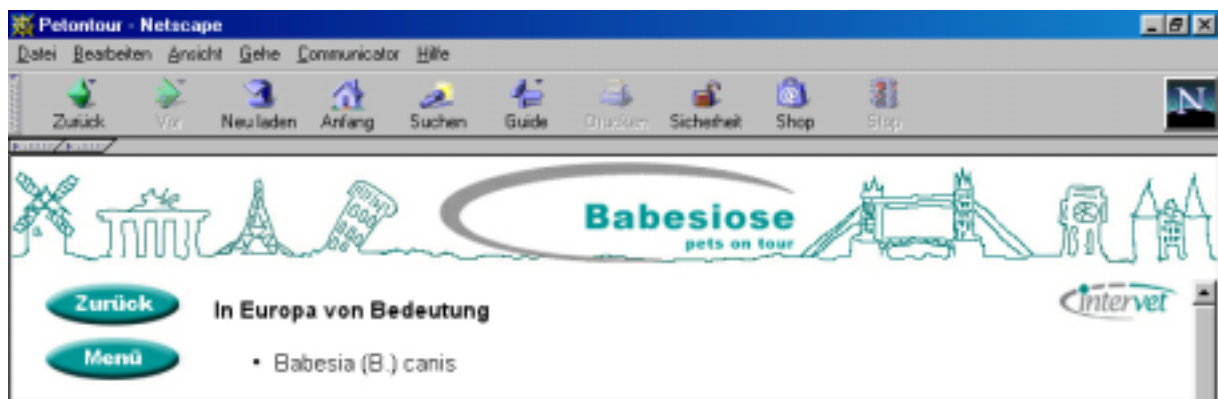 Petontour - Netscape
Datei Bearbeiten Ansicht Gehe Communicator Hilfe
Zurück Vor Neu laden Anfang Suchen Guide Drucken Sicherheit Shop Stop
Babesiose
pets on tour
Zurück
In Europa von Bedeutung
Intervet
Menü
• Babesia (B.) canis